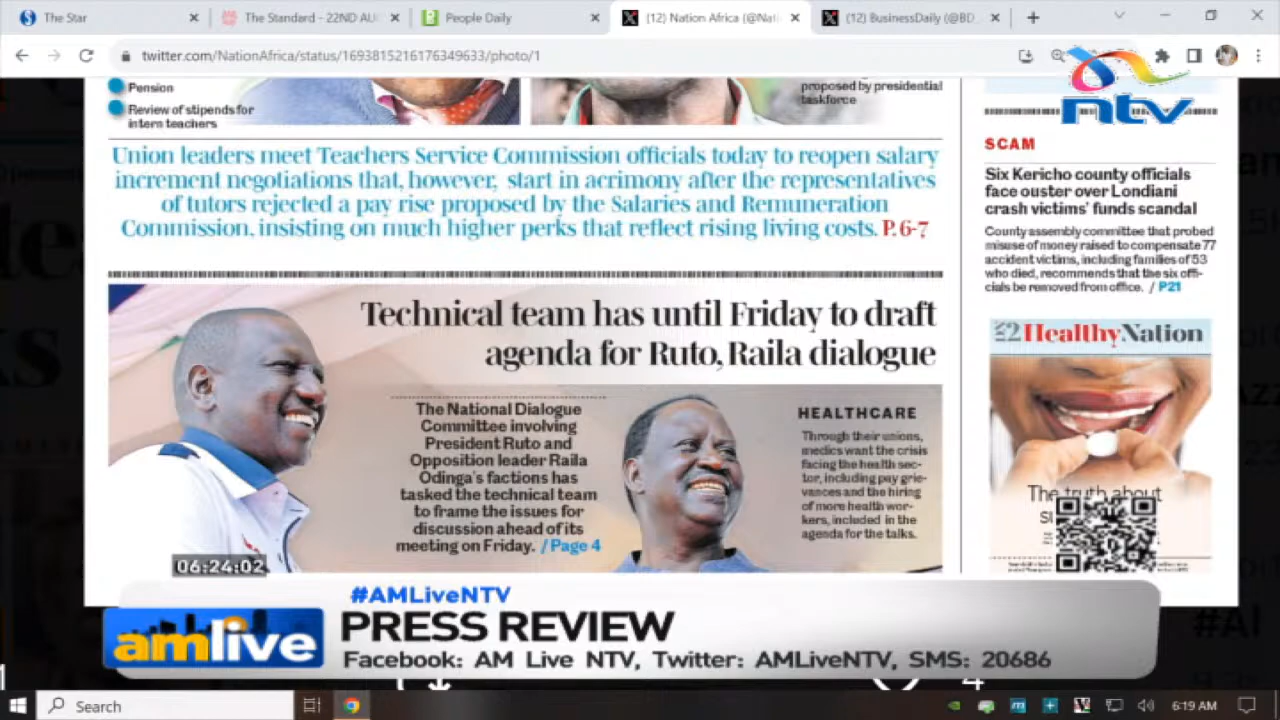 The Star
The Standard - 22ND AU
People Daily
(12) Nation Africa (@Nati
(12) BusinessDaily (@BD_
twitter.com/NationAfrica/status/1693815216176349633/photo/1
ntv
Pension
Review of stipends for
intern teachers
proposed by presidential
taskforce
Union leaders meet Teachers Service Commission officials today to reopen salary
increment negotiations that, however, start in acrimony after the representatives
of tutors rejected a pay rise proposed by the Salaries and Remuneration
Commission, insisting on much higher perks that reflect rising living costs. P. 6-7
SCAM
Six Kericho county officials
face ouster over Londiani
crash victims' funds scandal
County assembly committee that probed
misuse of money raised to compensate 77
accident victims, including families of 53
who died, recommends that the six offi-
cials be removed from office. / P21
Technical team has until Friday to draft
agenda for Ruto, Raila dialogue
The National Dialogue
Committee involving
President Ruto and
Opposition leader Raila
Odinga's factions has
tasked the technical team
to frame the issues for
discussion ahead of its
meeting on Friday. / Page 4
HEALTHCARE
Through their unions,
medics want the crisis
facing the health sec-
tor, including pay grie-
vances and the hiring
of more health wor-
kers, included in the
agenda for the talks.
HealthyNation
The truth about
06:24:02
#AMLiveNTV
amlive
PRESS REVIEW
Facebook: AM Live NTV, Twitter: AMLiveNTV, SMS: 20686
Search
6:19 AM